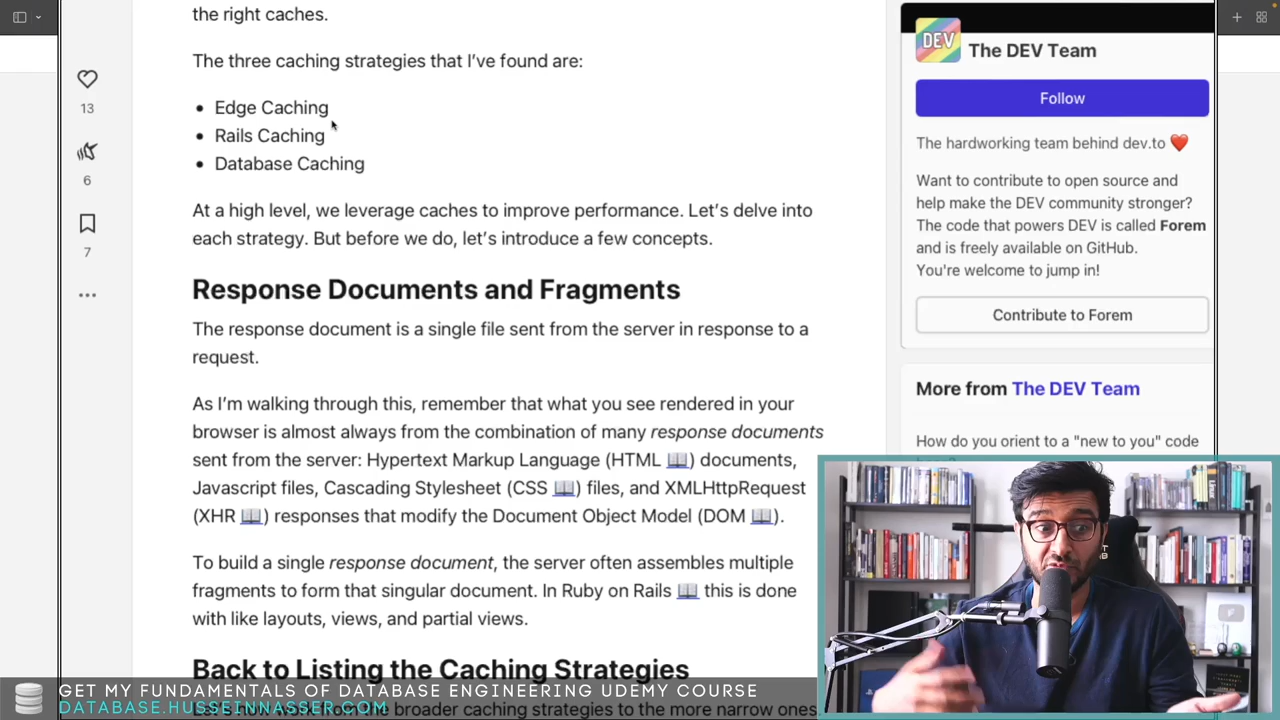 the right caches.
The three caching strategies that I've found are:
Edge Caching
Rails Caching
Database Caching
At a high level, we leverage caches to improve performance. Let's delve into
each strategy. But before we do, let's introduce a few concepts.
Response Documents and Fragments
The response document is a single file sent from the server in response to a
request.
As I'm walking through this, remember that what you see rendered in your
browser is almost always from the combination of many response documents
sent from the server: Hypertext Markup Language (HTML 📖) documents,
Javascript files, Cascading Stylesheet (CSS 📖) files, and XMLHttpRequest
(XHR 📖) responses that modify the Document Object Model (DOM 📖).
To build a single response document, the server often assembles multiple
fragments to form that singular document. In Ruby on Rails 📖 this is done
with like layouts, views, and partial views.
Back to Listing the Caching Strategies
13
6
7
DEV
The DEV Team
Follow
The hardworking team behind dev.to ❤️
Want to contribute to open source and
help make the DEV community stronger?
The code that powers DEV is called Forem
and is freely available on GitHub.
You're welcome to jump in!
Contribute to Forem
More from The DEV Team
How do you orient to a "new to you" code
GET MY FUNDAMENTALS OF DATABASE ENGINEERING UDEMY COURSE
DATABASE.HUSSEINNASSER.COM
the broader caching strategies to the more narrow ones